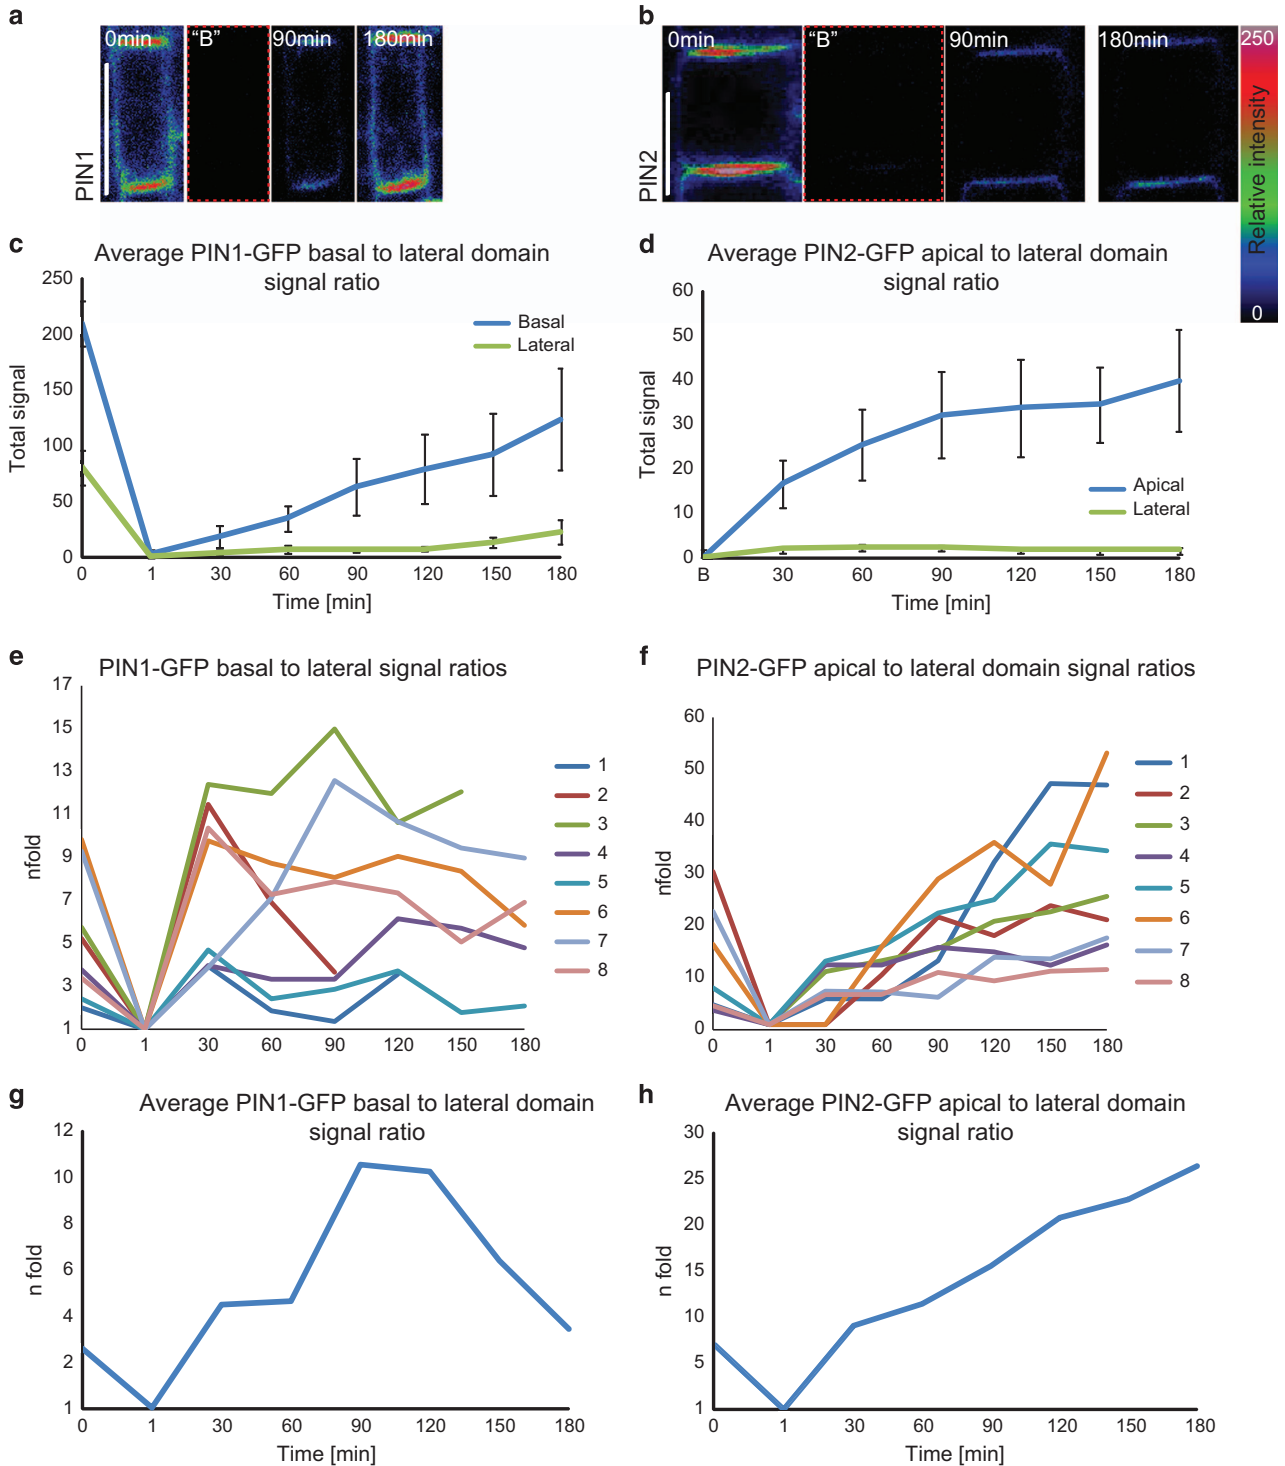 a
0min "B" 90min 180min
PIN1
b
0min "B" 90min 180min
PIN2
250
Relative intensity
0
c
Average PIN1-GFP basal to lateral domain
signal ratio
250
200
150
100
50
0
Total signal
Basal
Lateral
0 1 30 60 90 120 150 180
Time [min]
d
Average PIN2-GFP apical to lateral domain
signal ratio
60
50
40
30
20
10
0
Total signal
Apical
Lateral
B 30 60 90 120 150 180
Time [min]
e
PIN1-GFP basal to lateral signal ratios
17
15
13
11
9
7
5
3
1
nfold
1
2
3
4
5
6
7
8
0 1 30 60 90 120 150 180
f
PIN2-GFP apical to lateral domain signal ratios
60
50
40
30
20
10
0
nfold
1
2
3
4
5
6
7
8
0 1 30 60 90 120 150 180
g
Average PIN1-GFP basal to lateral domain
signal ratio
12
10
8
6
4
2
1
n fold
0 1 30 60 90 120 150 180
Time [min]
h
Average PIN2-GFP apical to lateral domain
signal ratio
30
25
20
15
10
5
1
n fold
0 1 30 60 90 120 150 180
Time [min]